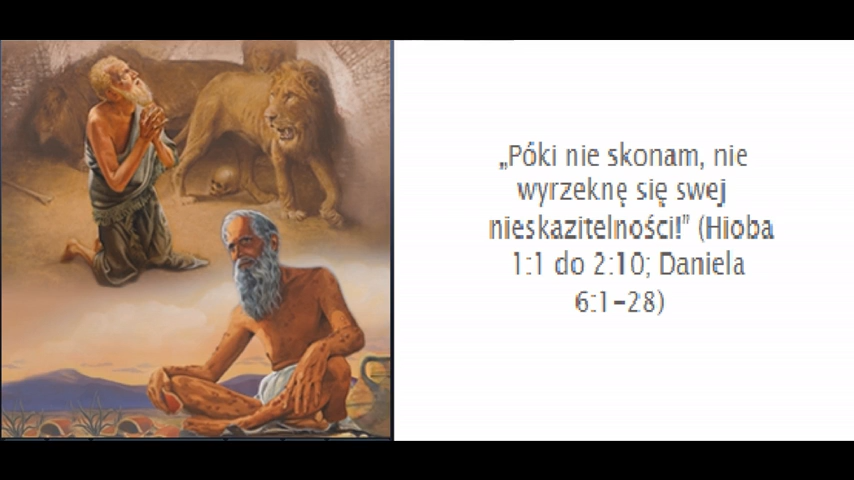 „Póki nie skonam, nie
wyrzeknę się swej
nieskazitelności!” (Hioba
1:1 do 2:10; Daniela
6:1–28)